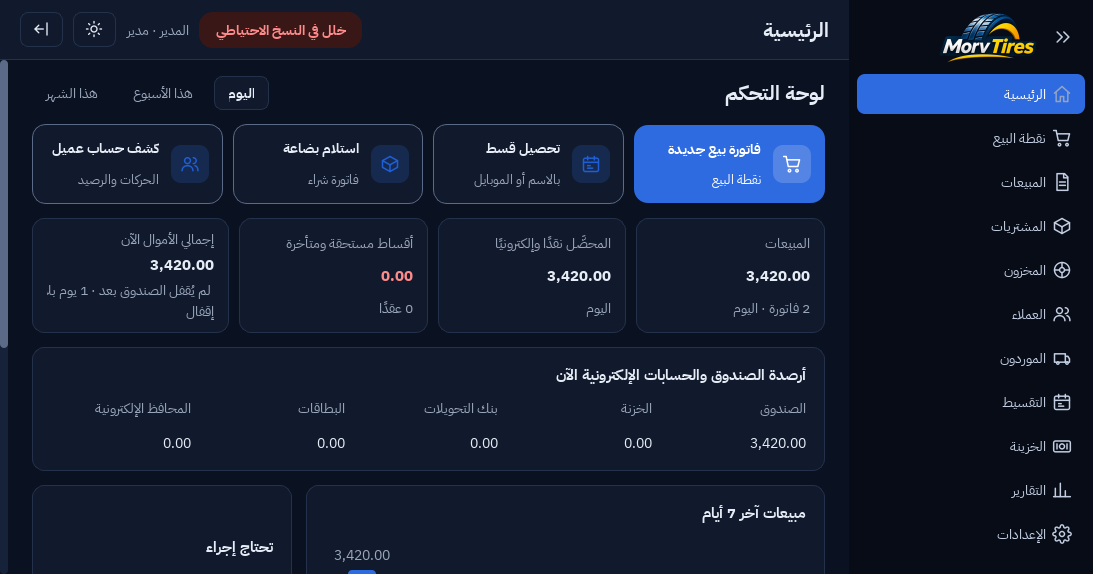 MorvTires
الرئيسية
نقطة البيع
المبيعات
المشتريات
المخزون
العملاء
الموردون
التقسيط
الخزينة
التقارير
الإعدادات
الرئيسية
خلل في النسخ الاحتياطي
المدير · مدير
لوحة التحكم
اليوم
هذا الأسبوع
هذا الشهر
فاتورة بيع جديدة
نقطة البيع
تحصيل قسط
بالاسم أو الموبايل
استلام بضاعة
فاتورة شراء
كشف حساب عميل
الحركات والرصيد
المبيعات
3,420.00
2 فاتورة · اليوم
المحصَّل نقدًا وإلكترونيًا
3,420.00
اليوم
أقساط مستحقة ومتأخرة
0.00
0 عقدًا
إجمالي الأموال الآن
3,420.00
لم يُقفل الصندوق بعد · 1 يوم بلا
إقفال
أرصدة الصندوق والحسابات الإلكترونية الآن
الصندوق
الخزنة
بنك التحويلات
البطاقات
المحافظ الإلكترونية
3,420.00
0.00
0.00
0.00
0.00
مبيعات آخر 7 أيام
3,420.00
تحتاج إجراء